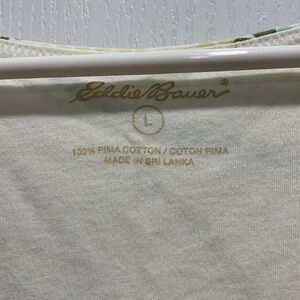 Eddie Bauer®
L
100% PIMA COTTON / COTON PIMA
MADE IN SRI LANKA